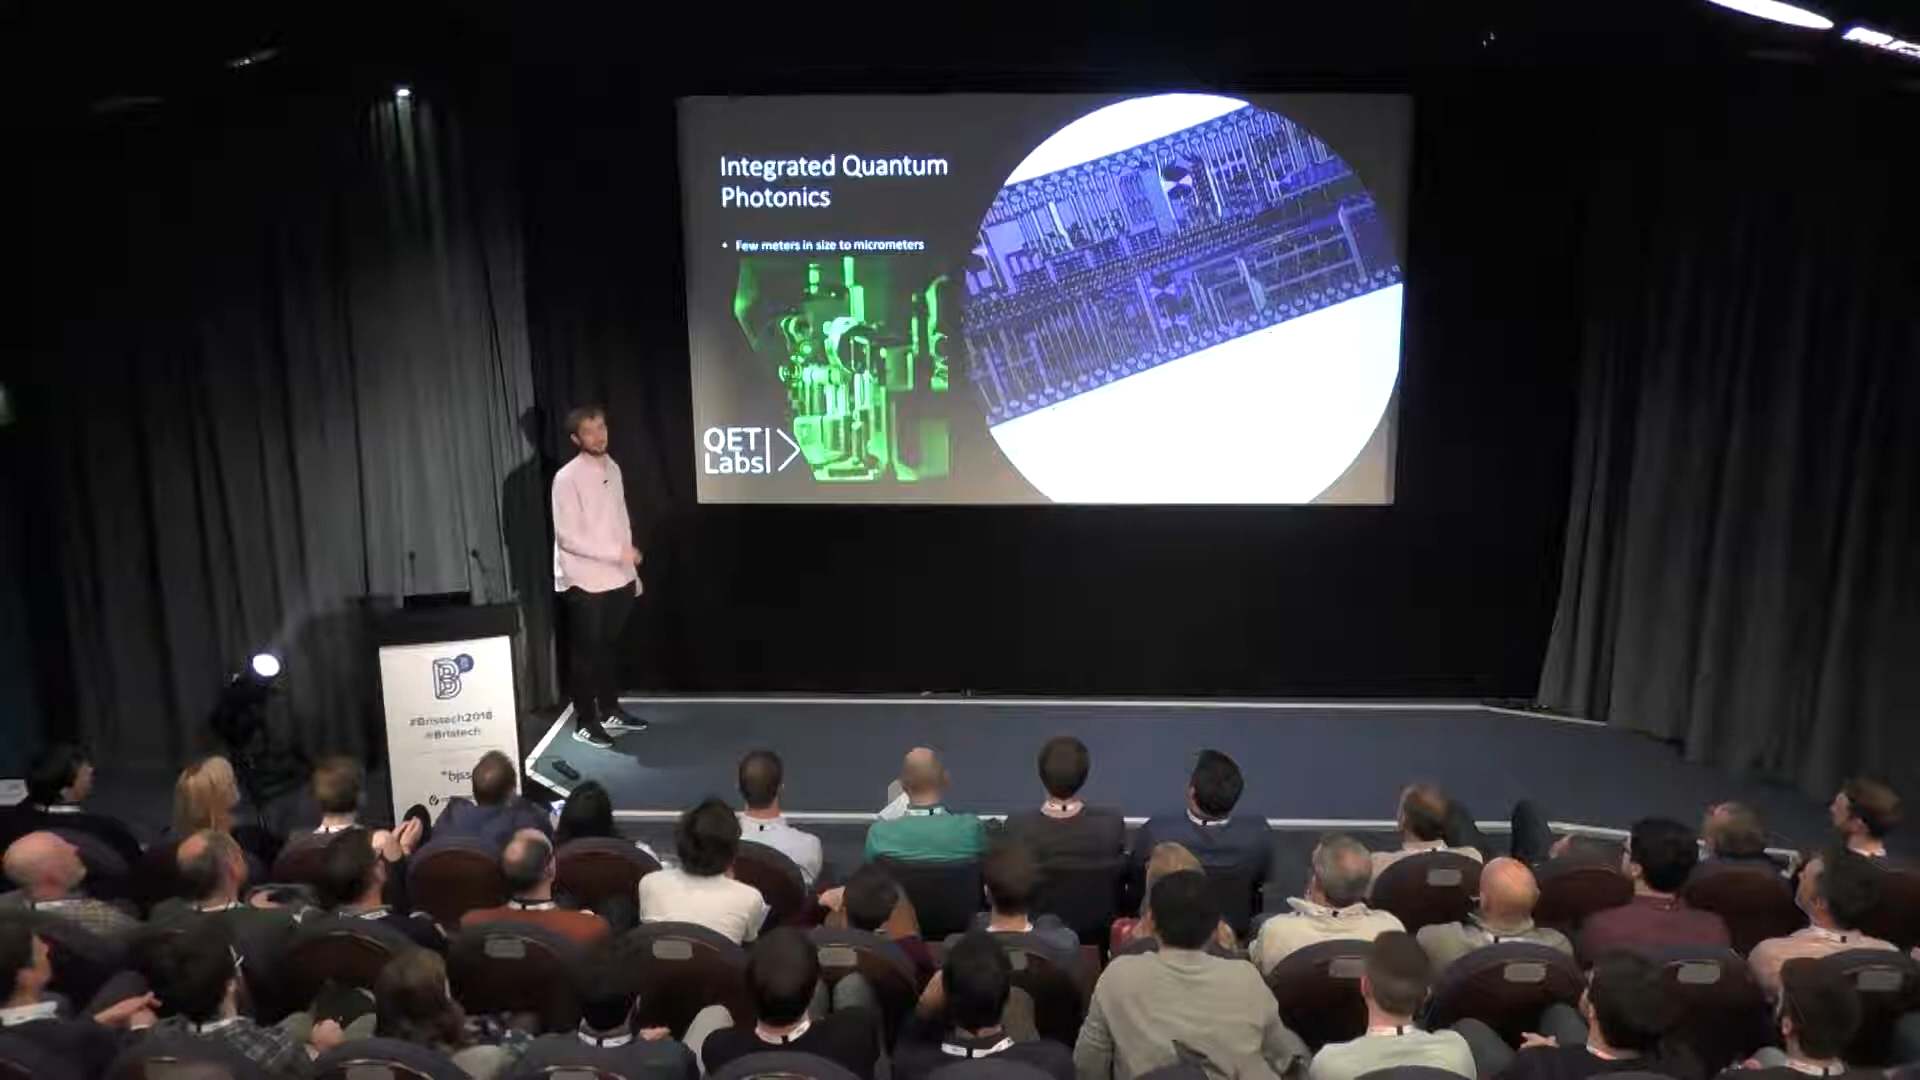 Integrated Quantum
Photonics
• Few meters in size to micrometers
QET
Labs
#Bristech2018
@Bristech
bjss